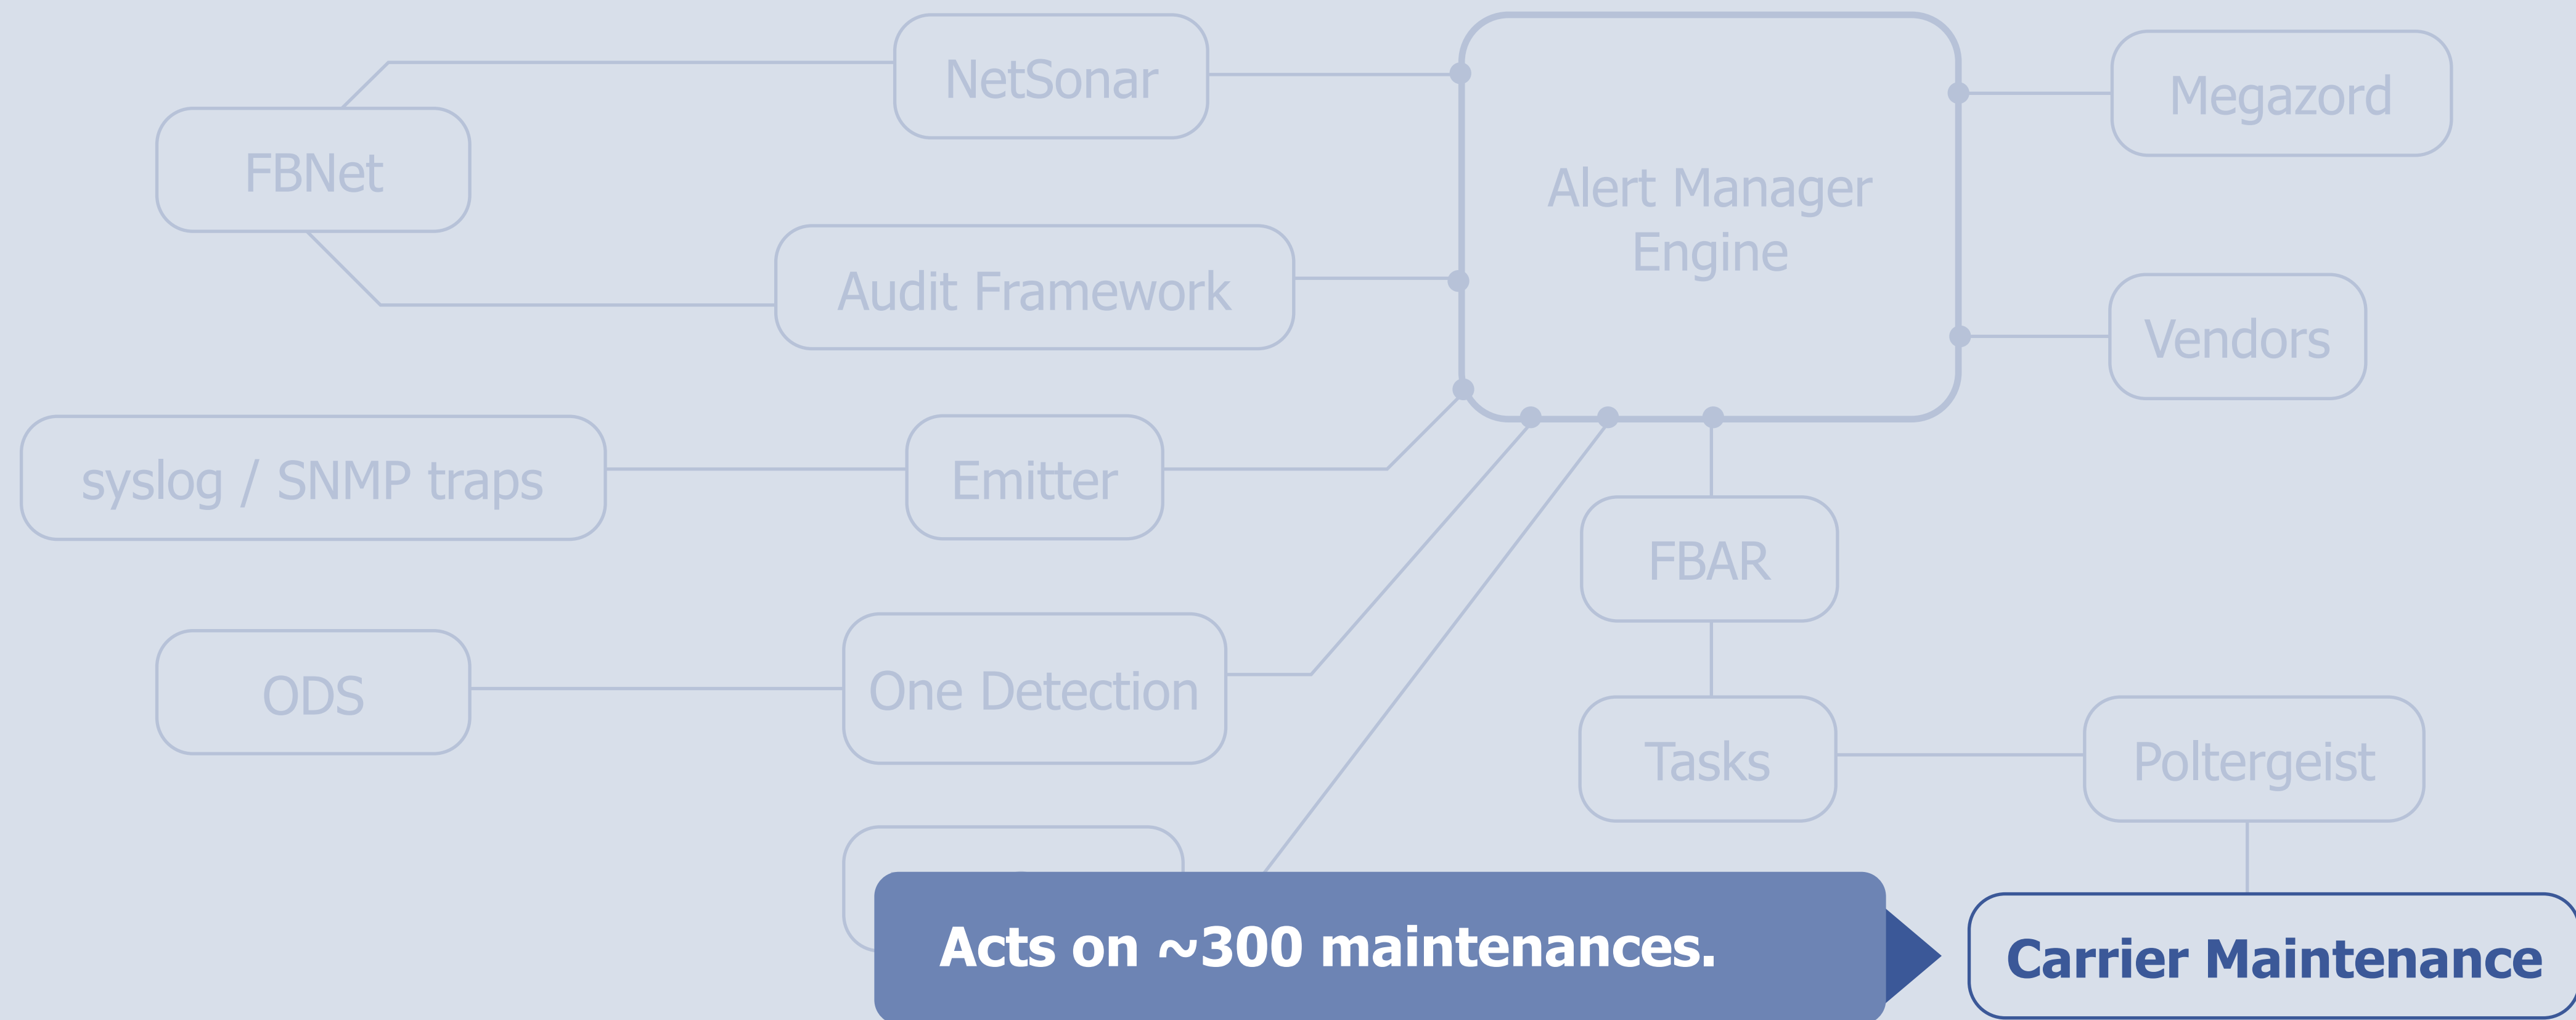 NetSonar
Alert Manager
Engine
Megazord
FBNet
Audit Framework
Vendors
syslog / SNMP traps
Emitter
FBAR
ODS
One Detection
Tasks
Poltergeist
Acts on ~300 maintenances.
Carrier Maintenance